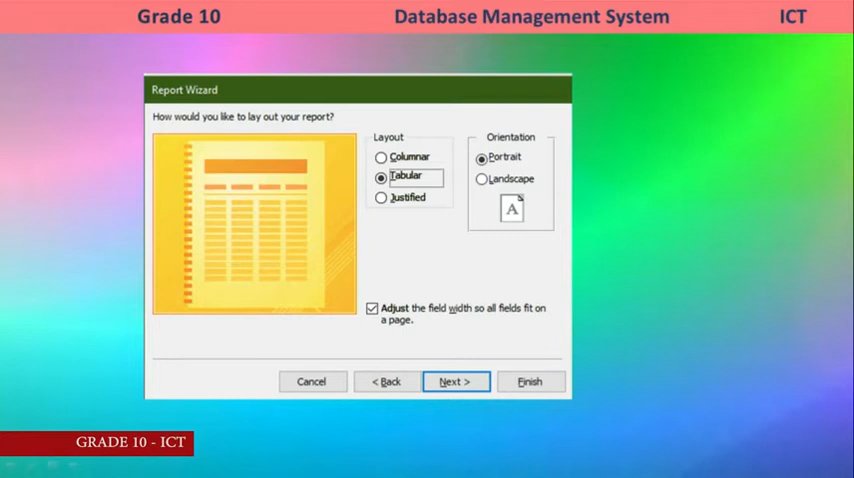 Grade 10 Database Management System ICT
Report Wizard
How would you like to lay out your report?
Layout
Columnar
Tabular
Justified
Orientation
Portrait
Landscape
A
Adjust the field width so all fields fit on
a page.
Cancel < Back Next > Finish
GRADE 10 - ICT